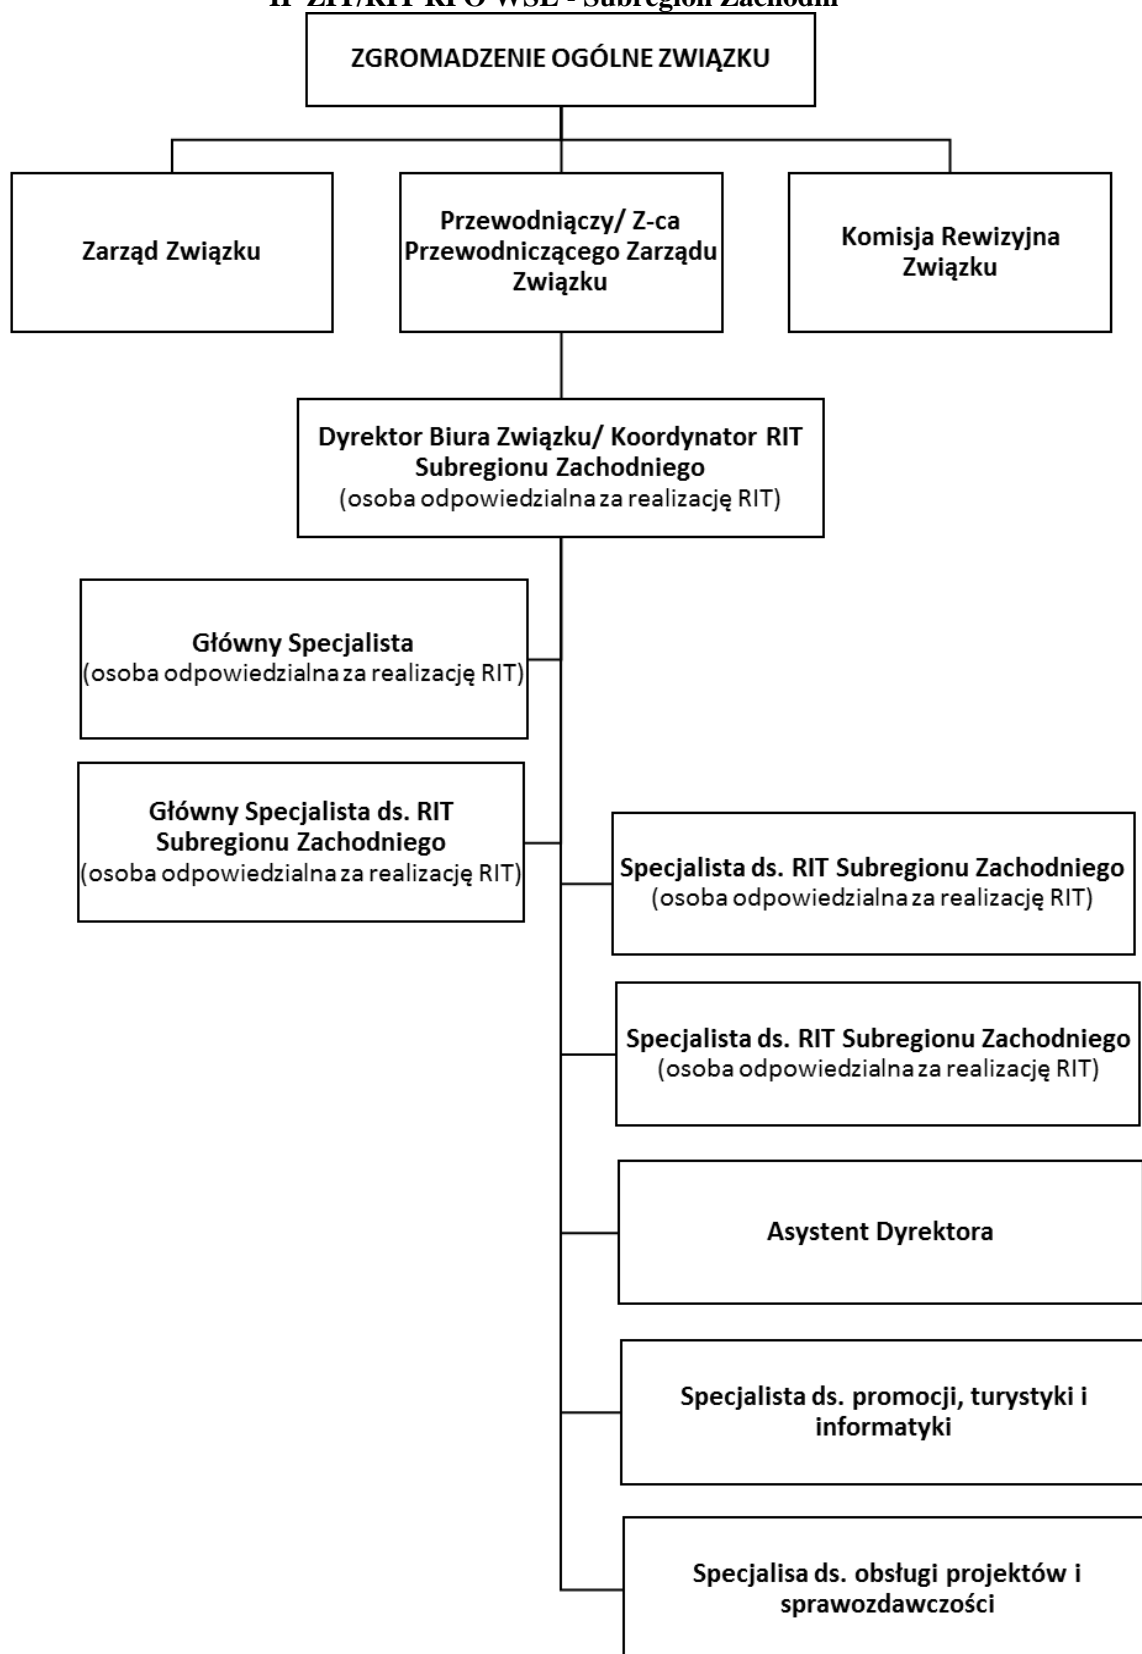 IP ZIT/RIT RPO WSL - Subregion Zachodni
ZGROMADZENIE OGÓLNE ZWIĄZKU
Zarząd Związku
Przewodniączy/ Z-ca
Przewodniczącego Zarządu
Związku
Komisja Rewizyjna
Związku
Dyrektor Biura Związku/ Koordynator RIT
Subregionu Zachodniego
(osoba odpowiedzialna za realizację RIT)
Główny Specjalista
(osoba odpowiedzialna za realizację RIT)
Główny Specjalista ds. RIT
Subregionu Zachodniego
(osoba odpowiedzialna za realizację RIT)
Specjalista ds. RIT Subregionu Zachodniego
(osoba odpowiedzialna za realizację RIT)
Specjalista ds. RIT Subregionu Zachodniego
(osoba odpowiedzialna za realizację RIT)
Asystent Dyrektora
Specjalista ds. promocji, turystyki i
informatyki
Specjalisa ds. obsługi projektów i
sprawozdawczości